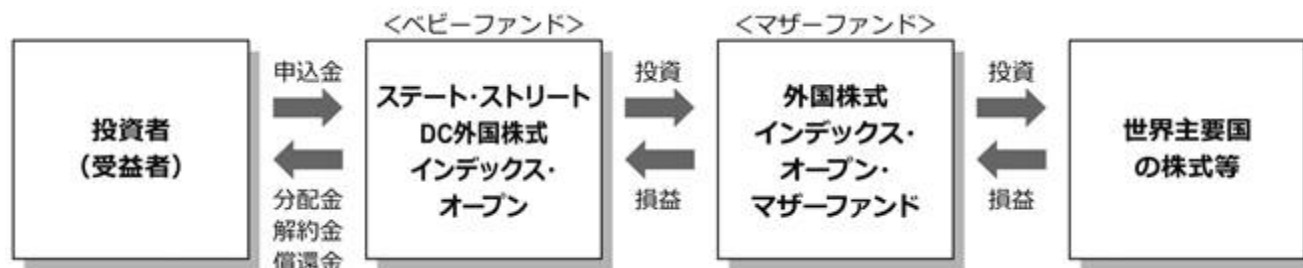 ＜ベビーファンド＞
＜マザーファンド＞
投資者
（受益者）
申込金
分配金
解約金
償還金
ステート・ストリート
DC外国株式
インデックス・
オープン
投資
損益
外国株式
インデックス・
オープン・
マザーファンド
投資
損益
世界主要国
の株式等